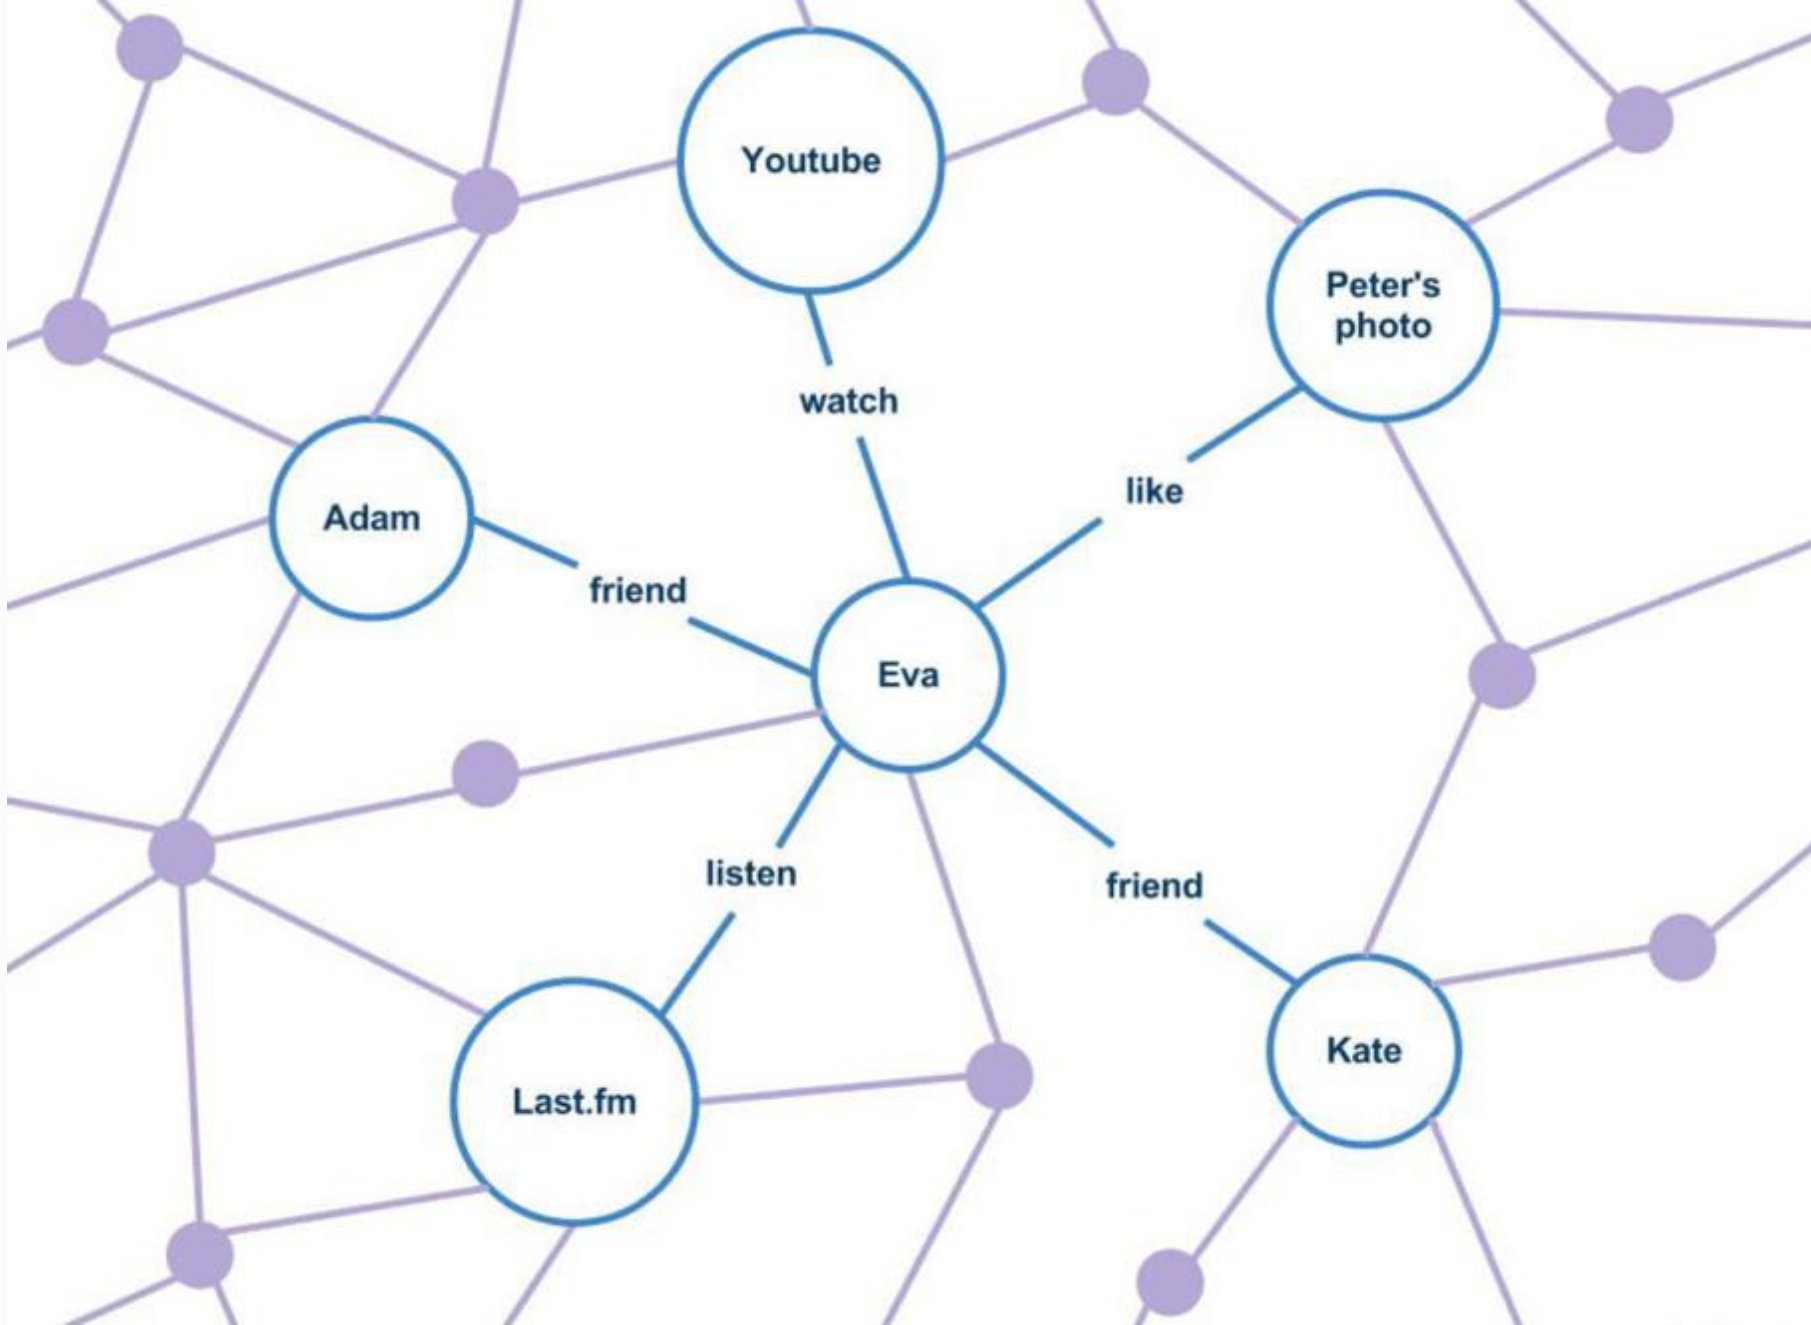 Youtube
Peter's
photo
watch
like
Adam
friend
Eva
listen
friend
Kate
Last.fm